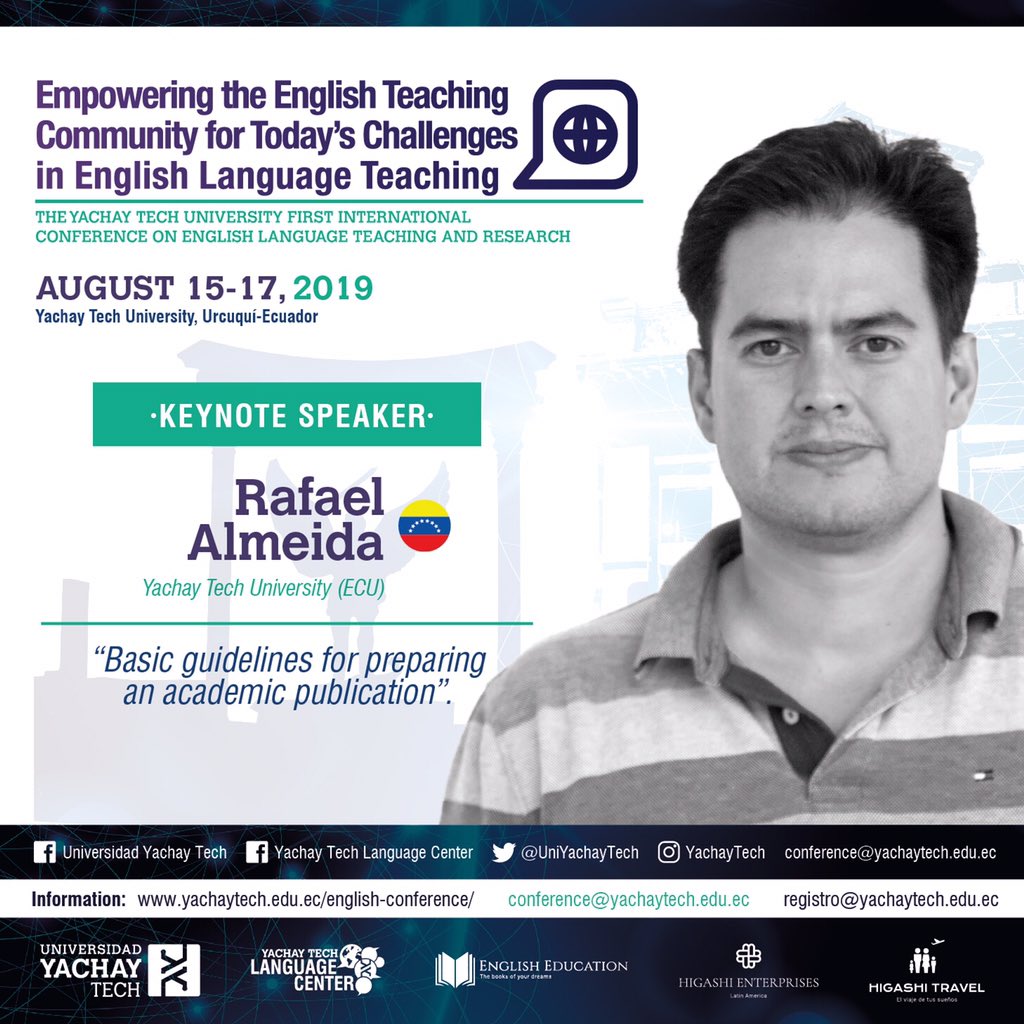 Empowering the English Teaching
Community for Today's Challenges
in English Language Teaching
THE YACHAY TECH UNIVERSITY FIRST INTERNATIONAL
CONFERENCE ON ENGLISH LANGUAGE TEACHING AND RESEARCH
AUGUST 15-17, 2019
Yachay Tech University, Urcuquí-Ecuador
·KEYNOTE SPEAKER·
Rafael
Almeida
Yachay Tech University (ECU)
“Basic guidelines for preparing
an academic publication”.
Universidad Yachay Tech Yachay Tech Language Center @UniYachayTech YachayTech conference@yachaytech.edu.ec
Information: www.yachaytech.edu.ec/english-conference/ conference@yachaytech.edu.ec registro@yachaytech.edu.ec
UNIVERSIDAD
YACHAY
TECH
YACHAY TECH
LANGUAGE
CENTER
ENGLISH EDUCATION
The books of your dreams
HIGASHI ENTERPRISES
Latin America
HIGASHI TRAVEL
El viaje de tus sueños